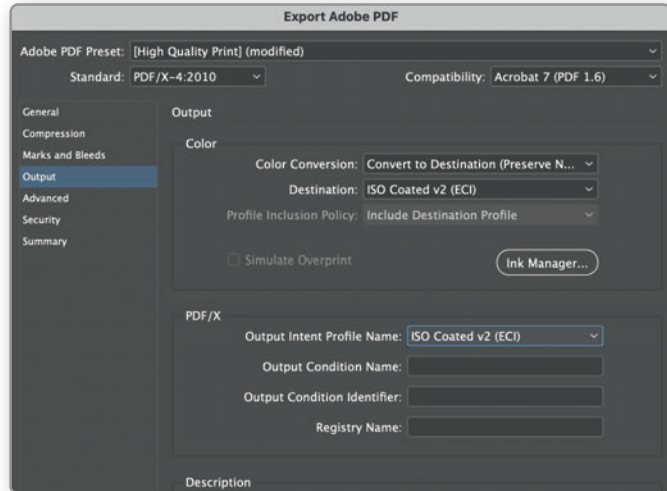 Export Adobe PDF
Adobe PDF Preset: [High Quality Print] (modified)
Standard: PDF/X-4:2010 Compatibility: Acrobat 7 (PDF 1.6)
General
Compression
Marks and Bleeds
Output
Advanced
Security
Summary
Output
Color
Color Conversion: Convert to Destination (Preserve N...
Destination: ISO Coated v2 (ECI)
Profile Inclusion Policy: Include Destination Profile
Simulate Overprint
Ink Manager...
PDF/X
Output Intent Profile Name: ISO Coated v2 (ECI)
Output Condition Name:
Output Condition Identifier:
Registry Name:
Description